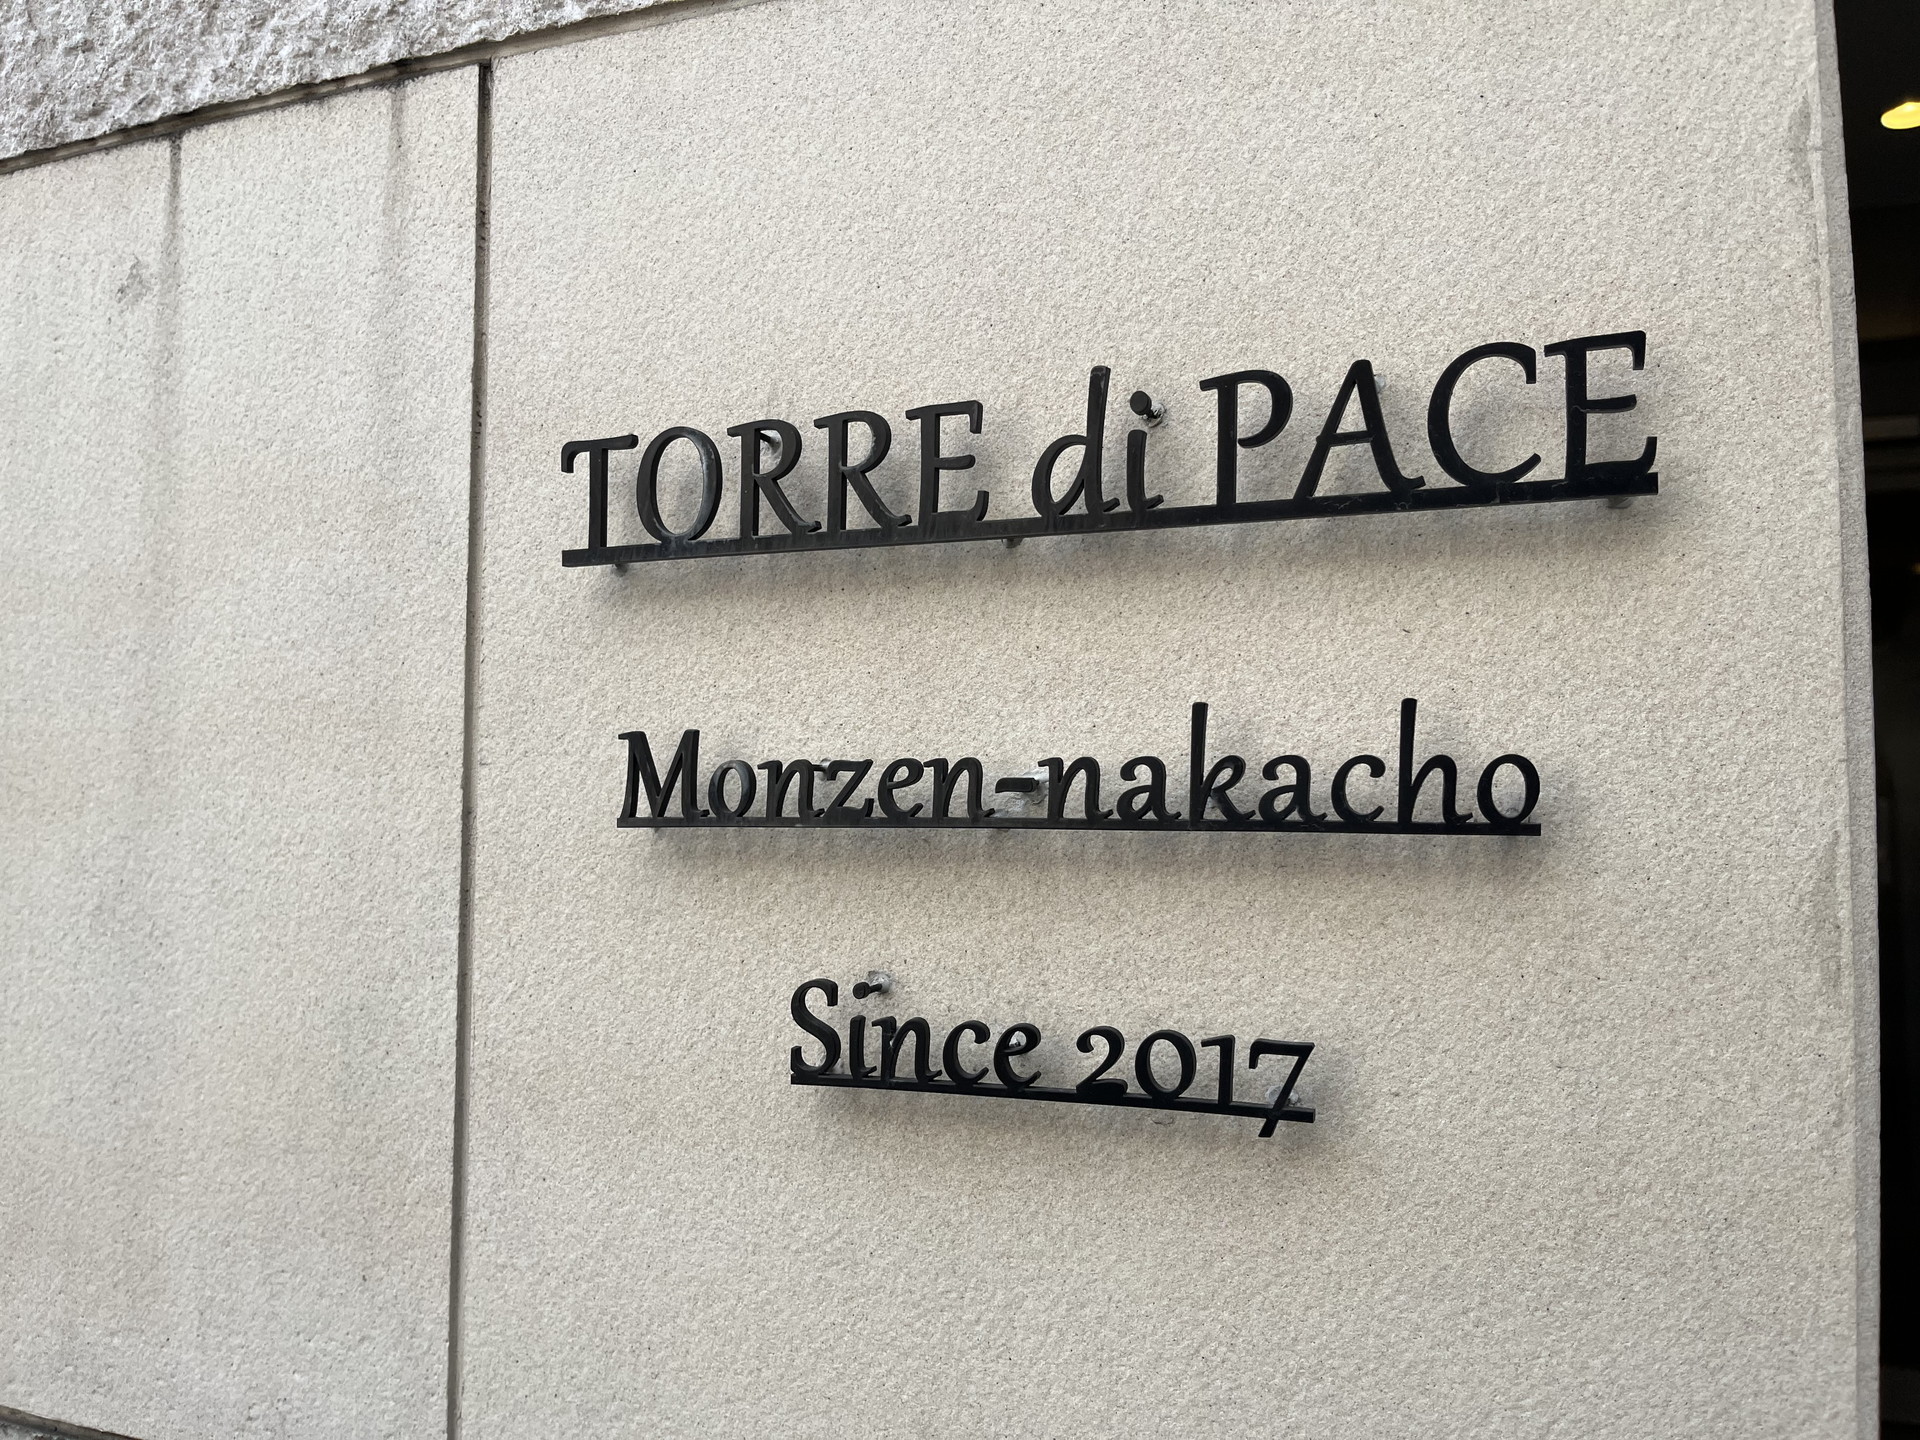 TORRE di PACE
Monzen-nakacho
Since 2017